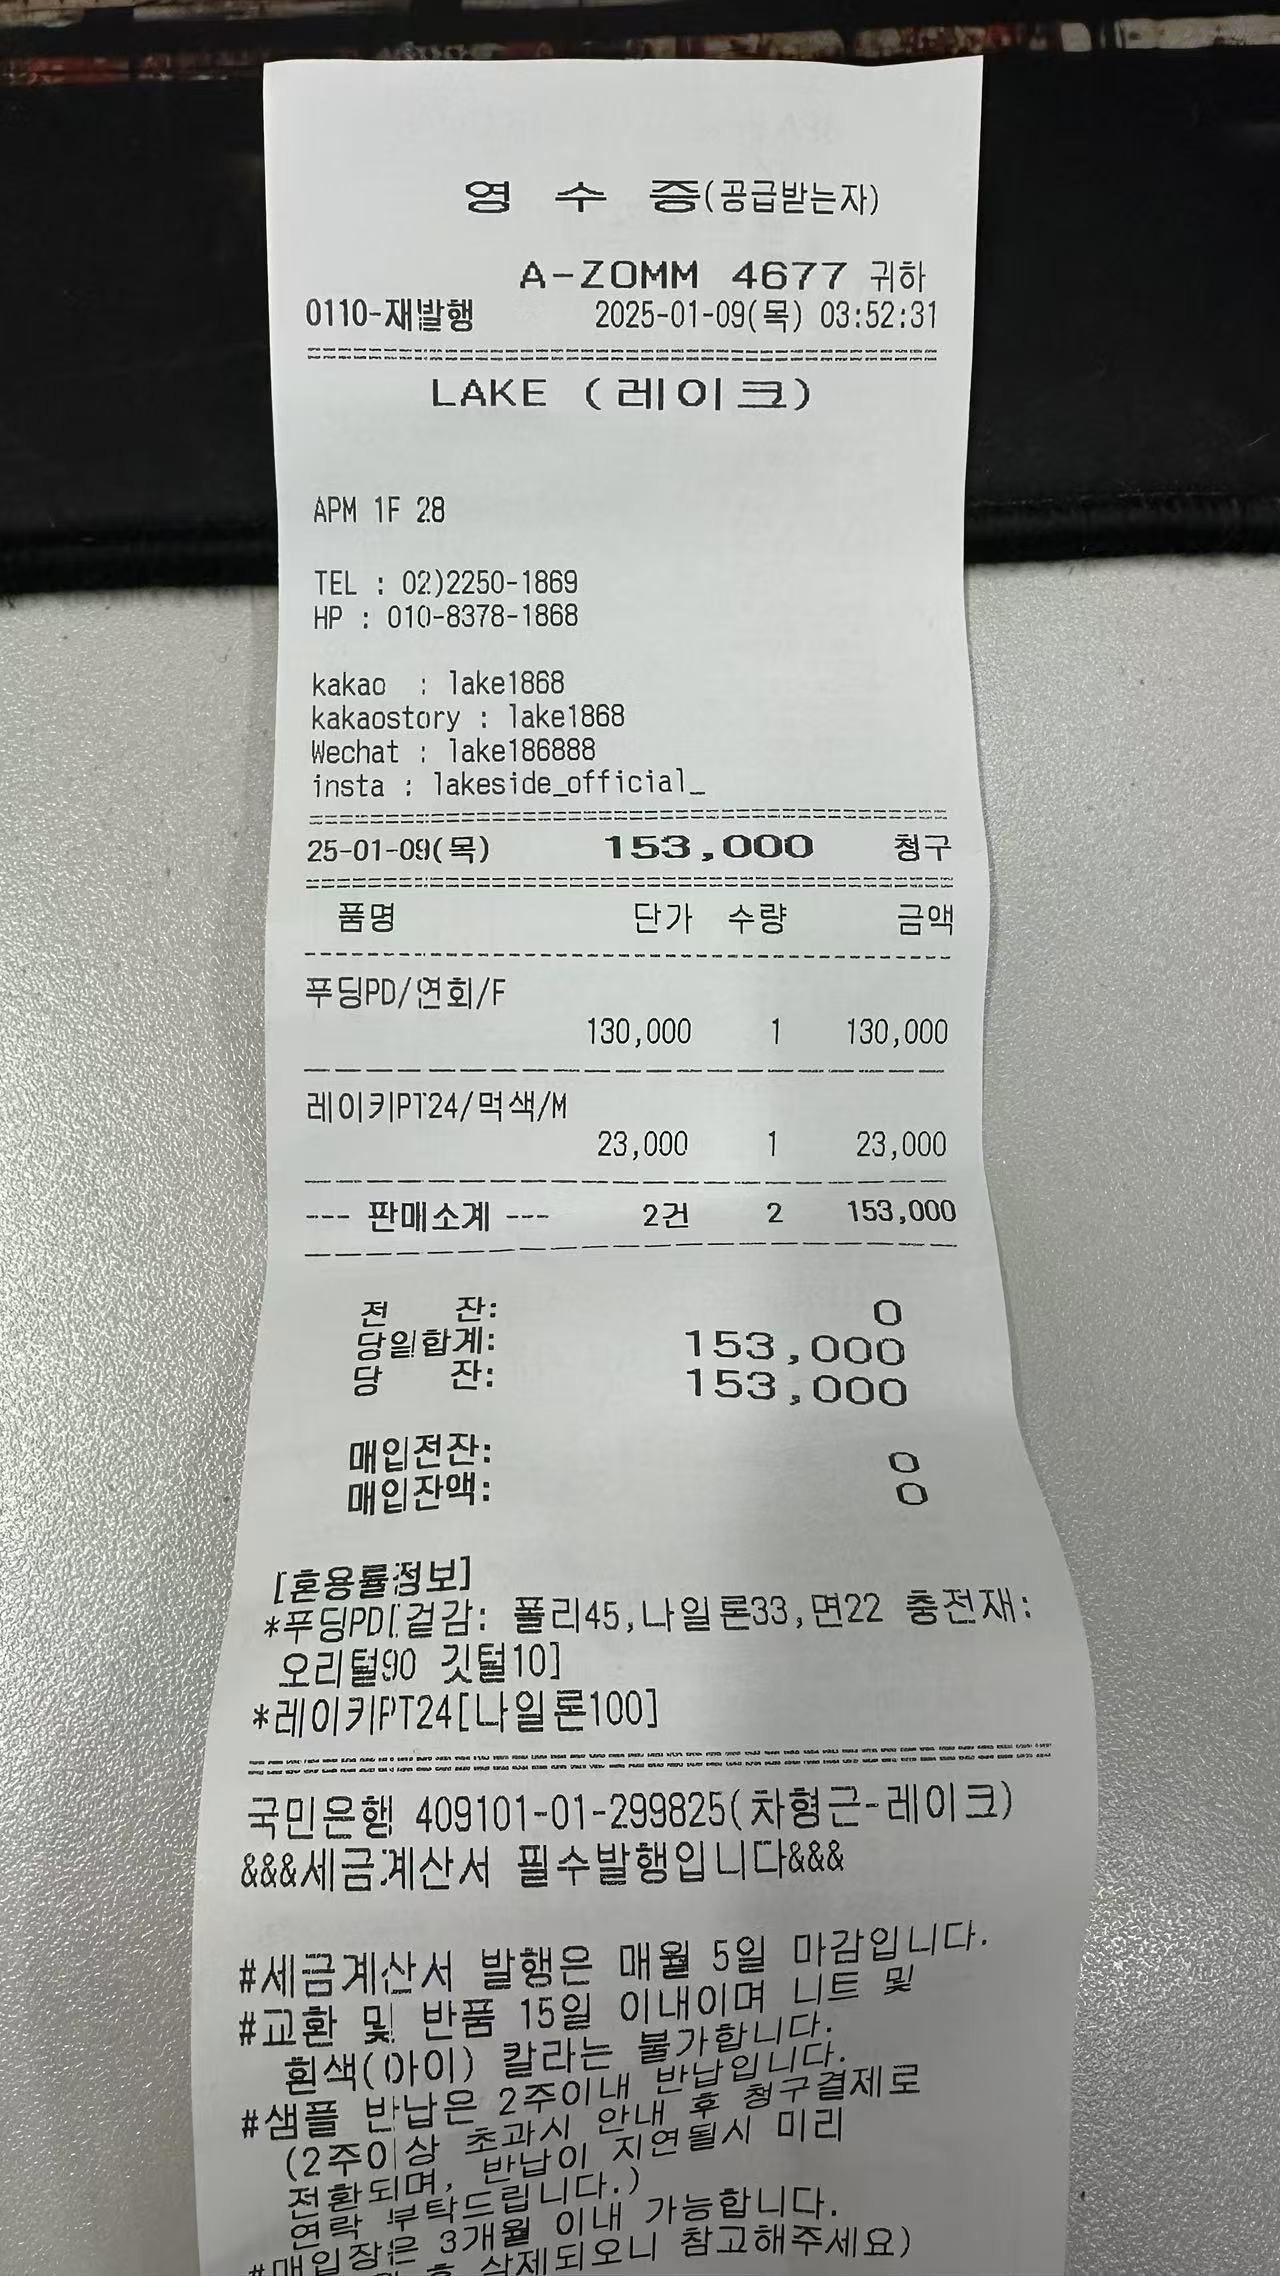 영 수 증(공급받는자)
A-ZOMM 4677 귀하
0110-재발행 2025-01-09(목) 03:52:31
LAKE (레이크)
APM 1F 28
TEL : 02)2250-1869
HP : 010-8378-1868
kakao : lake1868
kakaostory : lake1868
Wechat : lake186888
insta : lakeside_official_
25-01-09(목) 153,000 청구
품명 단가 수량 금액
푸딩PD/연회/F
130,000 1 130,000
레이키PT24/먹색/M
23,000 1 23,000
--- 판매소계 --- 2건 2 153,000
전 잔: 0
당일합계: 153,000
당 잔: 153,000
매입전잔: 0
매입잔액: 0
[혼용률정보]
*푸딩PD[겉감: 폴리45,나일론33,면22 충전재:
오리털90 깃털10]
*레이키PT24[나일론100]
국민은행 409101-01-299825(차형근-레이크)
&&&세금계산서 필수발행입니다&&&
#세금계산서 발행은 매월 5일 마감입니다.
#교환 및 반품 15일 이내이며 니트 및
흰색(아이) 칼라는 불가합니다.
#샘플 반납은 2주이내 반납입니다.
(2주이상 초과시 안내 후 청구결제로
전환되며, 반납이 지연될시 미리
연락 부탁드립니다.)
#매입장은 3개월 이내 가능합니다.
후 삭제되오니 참고해주세요)